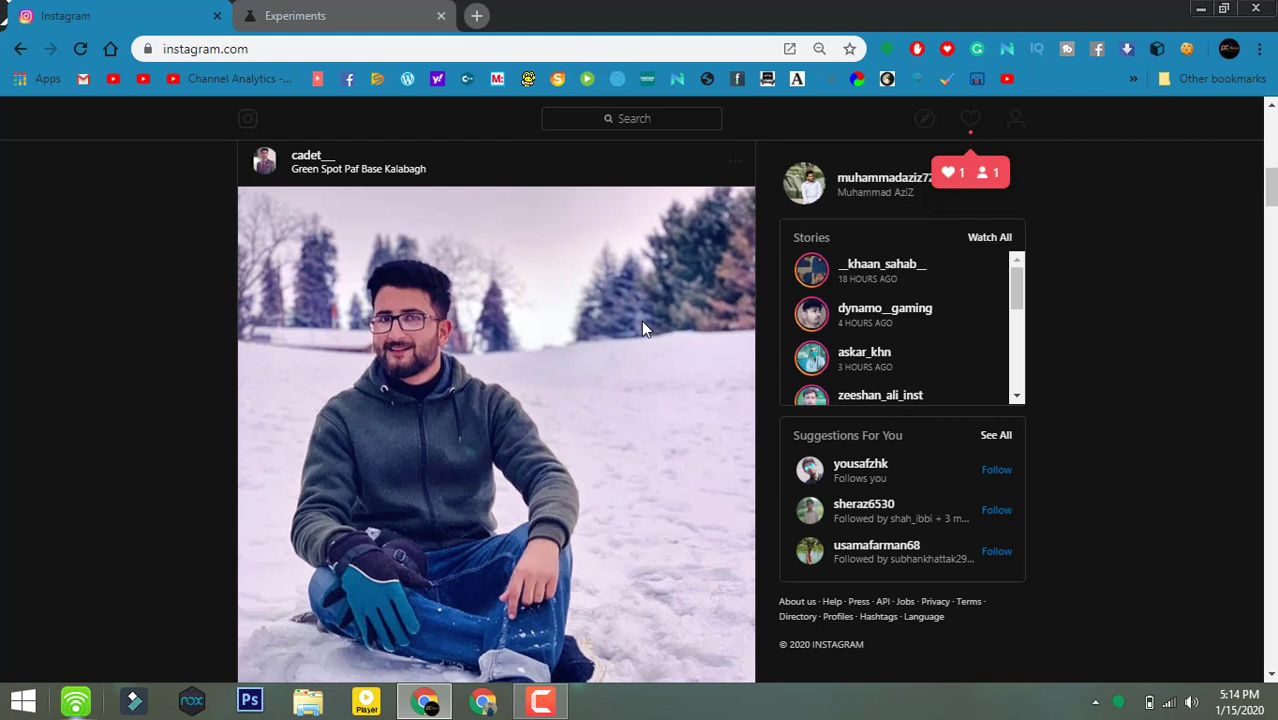 Instagram
Experiments
instagram.com
Apps
Channel Analytics -...
Other bookmarks
Search
cadet___
Green Spot Paf Base Kalabagh
muhammadaziz72
Muhammad AziZ
1
1
Stories
Watch All
__khaan_sahab__
18 HOURS AGO
dynamo__gaming
4 HOURS AGO
askar_khn
3 HOURS AGO
zeeshan_ali_inst
Suggestions For You
See All
yousafzhk
Follows you
Follow
sheraz6530
Followed by shah_ibbi + 3 m...
Follow
usamafarman68
Followed by subhankhattak29...
Follow
About us · Help · Press · API · Jobs · Privacy · Terms ·
Directory · Profiles · Hashtags · Language
© 2020 INSTAGRAM
nox
Ps
Player
5:14 PM
1/15/2020